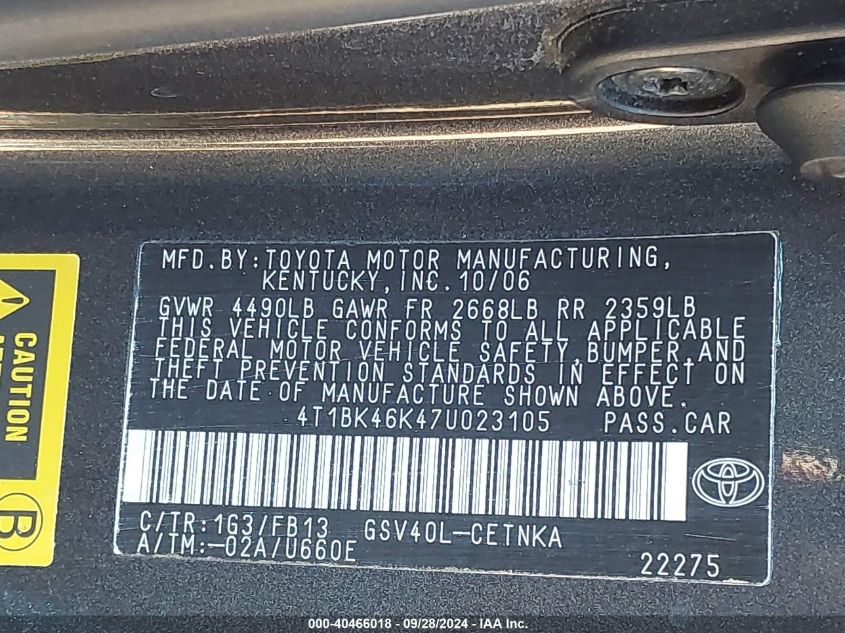 MFD.BY:TOYOTA MOTOR MANUFACTURING,
KENTUCKY, INC. 10/06
GVWR 4490LB GAWR FR 2668LB RR 2359LB
THIS VEHICLE CONFORMS TO ALL APPLICABLE
FEDERAL MOTOR VEHICLE SAFETY, BUMPER, AND
THEFT PREVENTION STANDARDS IN EFFECT ON
THE DATE OF MANUFACTURE SHOWN ABOVE.
4T1BK46K47U023105 PASS.CAR
C/TR:1G3/FB13 GSV40L-CETNKA
A/TM:-02A/U660E
22275
CAUTION
B
000-40466018 / 09/28/2024 - IAA Inc.